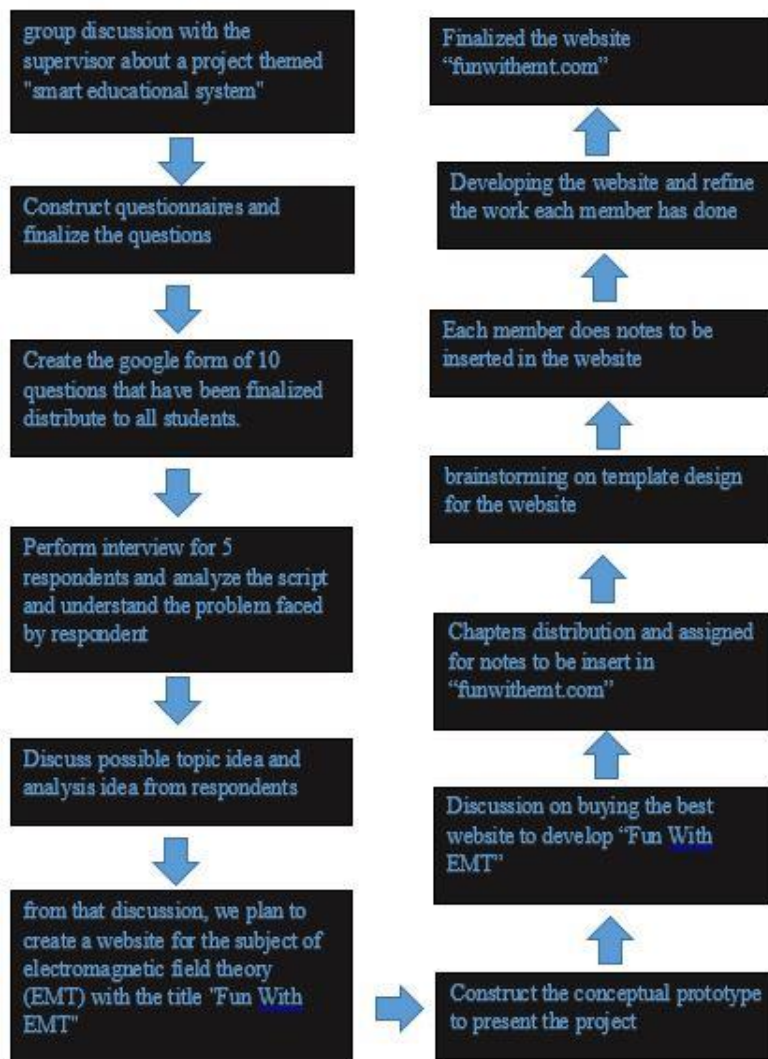 group discussion with the
supervisor about a project themed
"smart educational system"
Construct questionnaires and
finalize the questions
Create the google form of 10
questions that have been finalized
distribute to all students.
Perform interview for 5
respondents and analyze the script
and understand the problem faced
by respondent
Discuss possible topic idea and
analysis idea from respondents
from that discussion, we plan to
create a website for the subject of
electromagnetic field theory
(EMT) with the title "Fun With
EMT"
Construct the conceptual prototype
to present the project
Discussion on buying the best
website to develop “Fun With
EMT”
Chapters distribution and assigned
for notes to be insert in
“funwithemt.com”
brainstorming on template design
for the website
Each member does notes to be
inserted in the website
Developing the website and refine
the work each member has done
Finalized the website
“funwithemt.com”